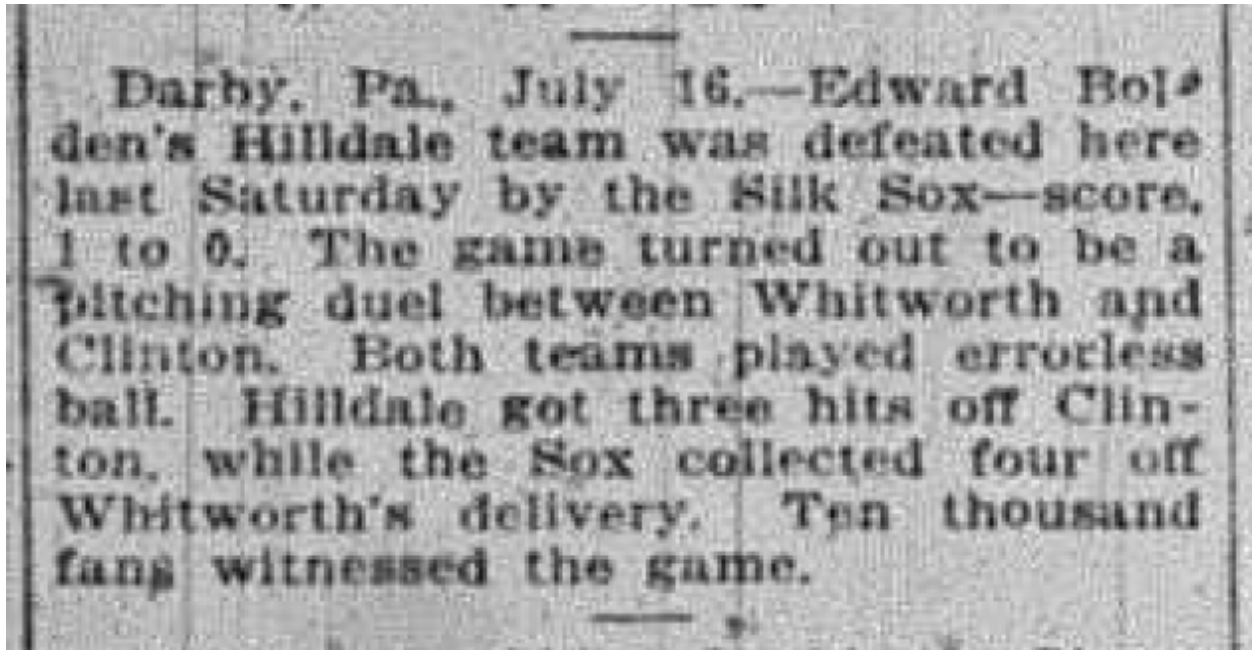 Darby, Pa., July 16.—Edward Bol-
den's Hilldale team was defeated here
last Saturday by the Silk Sox—score,
1 to 0. The game turned out to be a
pitching duel between Whitworth and
Clinton. Both teams played errorless
ball. Hilldale got three hits off Clin-
ton, while the Sox collected four off
Whitworth's delivery. Ten thousand
fans witnessed the game.